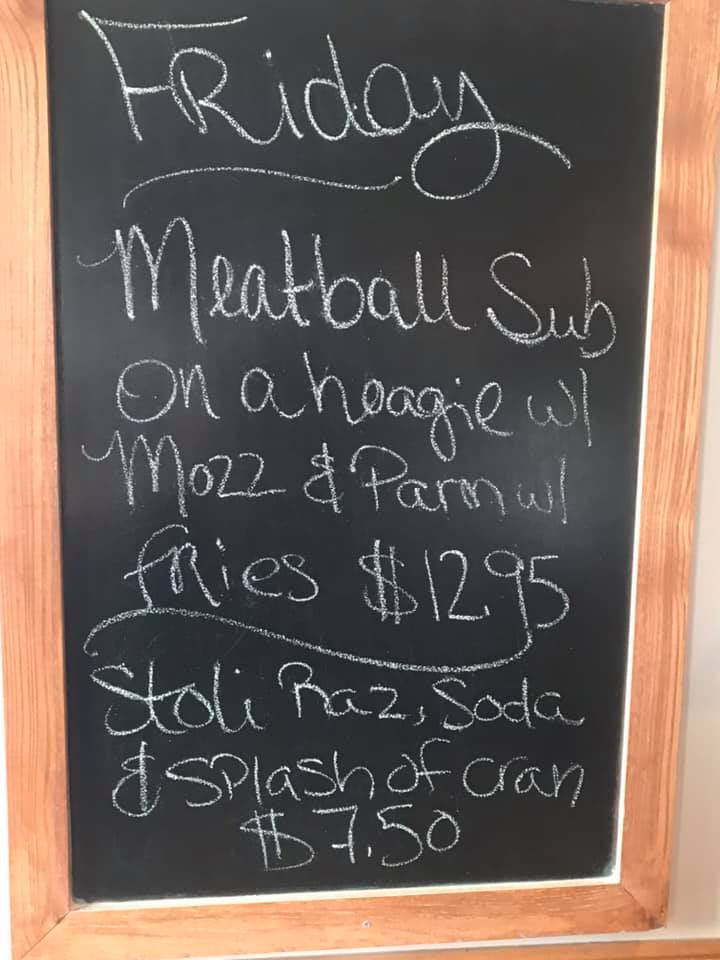 Friday
Meatball Sub
on a hoagie w/
Mozz & Parm w/
fries $12.95
Stoli Raz, Soda
& splash of cran
$7.50